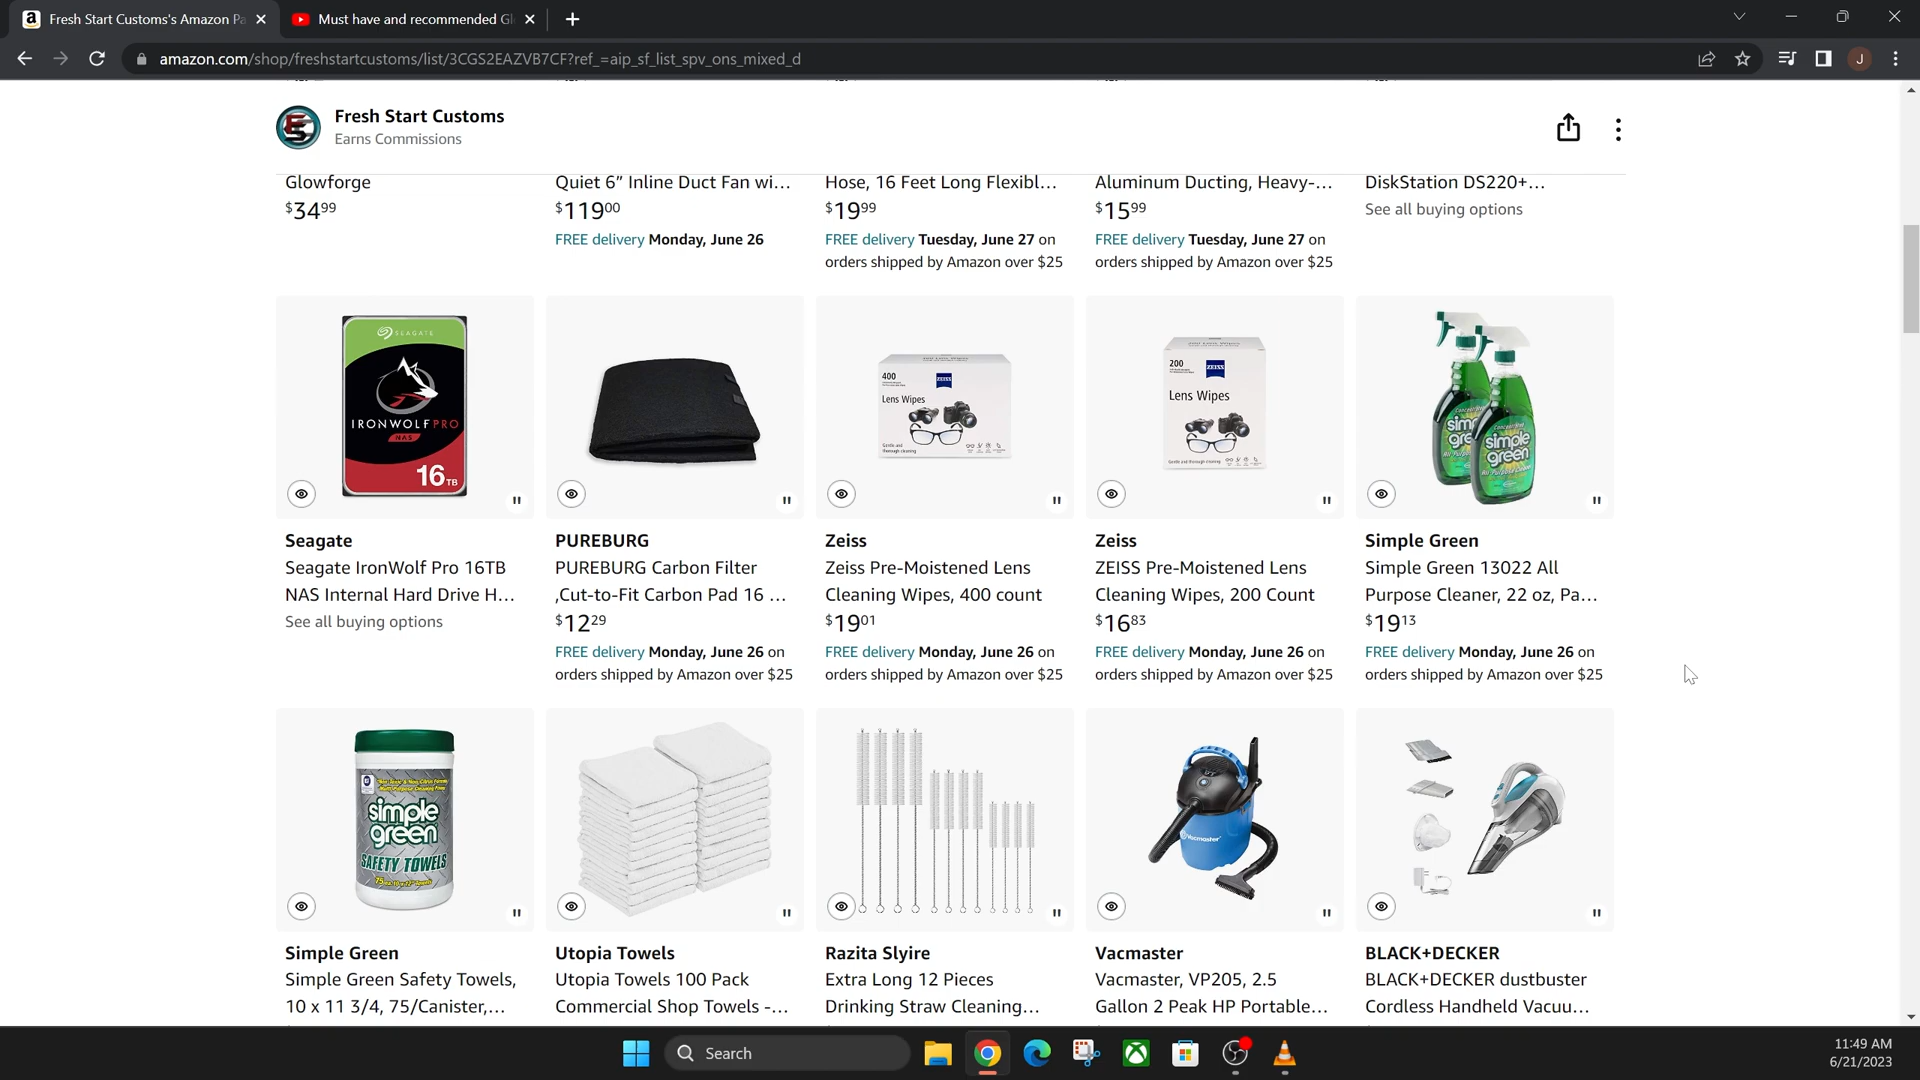 Fresh Start Customs's Amazon Pa
Must have and recommended Gl
amazon.com/shop/freshstartcustoms/list/3CGS2EAZVB7CF?ref_=aip_sf_list_spv_ons_mixed_d
J
Fresh Start Customs
Earns Commissions
Glowforge
$34.99
Quiet 6" Inline Duct Fan wi...
$119.00
FREE delivery Monday, June 26
Hose, 16 Feet Long Flexibl...
$19.99
FREE delivery Tuesday, June 27 on
orders shipped by Amazon over $25
Aluminum Ducting, Heavy-...
$15.99
FREE delivery Tuesday, June 27 on
orders shipped by Amazon over $25
DiskStation DS220+...
See all buying options
SEAGATE
IRONWOLF PRO
NAS
16TB
400
ZEISS
Lens Wipes
Gentle and
thorough cleaning
200
ZEISS
Lens Wipes
Gentle and thorough cleaning
simple
green
All-Purpose Cleaner
Seagate
Seagate IronWolf Pro 16TB
NAS Internal Hard Drive H...
See all buying options
PUREBURG
PUREBURG Carbon Filter
,Cut-to-Fit Carbon Pad 16 ...
$12.29
FREE delivery Monday, June 26 on
orders shipped by Amazon over $25
Zeiss
Zeiss Pre-Moistened Lens
Cleaning Wipes, 400 count
$19.01
FREE delivery Monday, June 26 on
orders shipped by Amazon over $25
Zeiss
ZEISS Pre-Moistened Lens
Cleaning Wipes, 200 Count
$16.83
FREE delivery Monday, June 26 on
orders shipped by Amazon over $25
Simple Green
Simple Green 13022 All
Purpose Cleaner, 22 oz, Pa...
$19.13
FREE delivery Monday, June 26 on
orders shipped by Amazon over $25
simple
green
SAFETY TOWELS
Vacmaster
Simple Green
Simple Green Safety Towels,
10 x 11 3/4, 75/Canister,...
Utopia Towels
Utopia Towels 100 Pack
Commercial Shop Towels -...
Razita Slyire
Extra Long 12 Pieces
Drinking Straw Cleaning...
Vacmaster
Vacmaster, VP205, 2.5
Gallon 2 Peak HP Portable...
BLACK+DECKER
BLACK+DECKER dustbuster
Cordless Handheld Vacuu...
Search
11:49 AM
6/21/2023